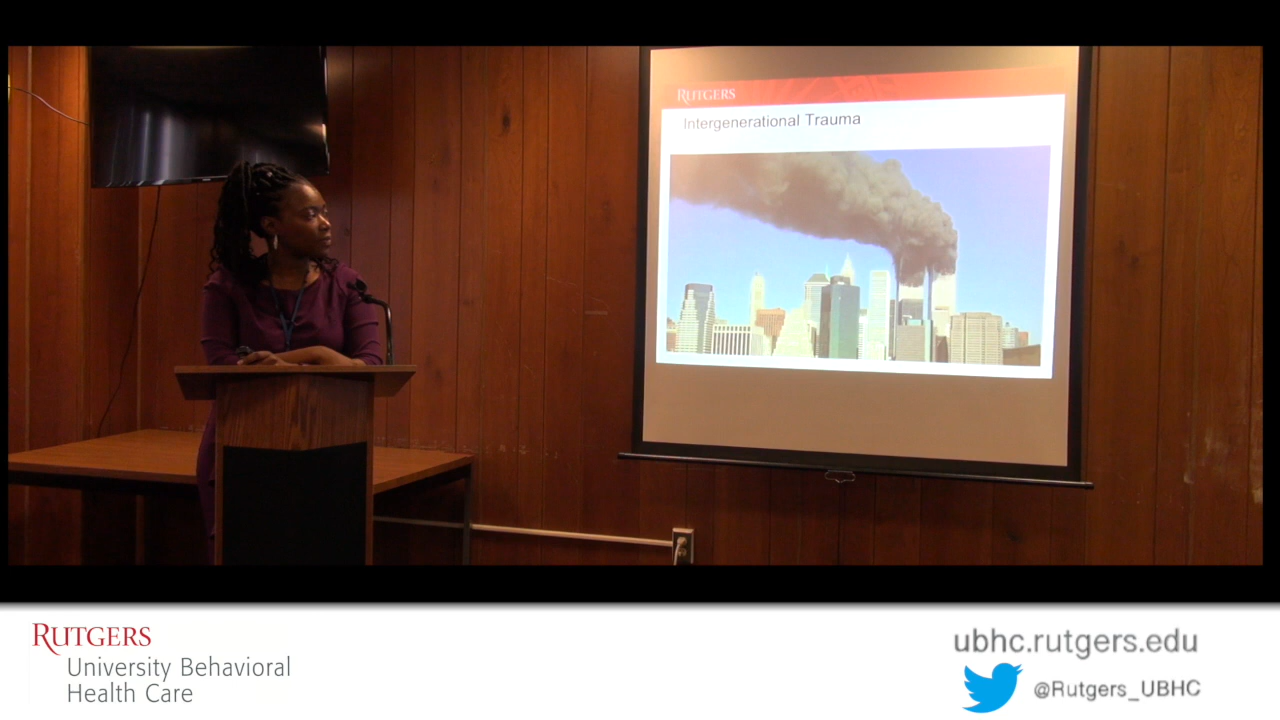 RUTGERS
Intergenerational Trauma
RUTGERS
University Behavioral
Health Care
ubhc.rutgers.edu
@Rutgers_UBHC